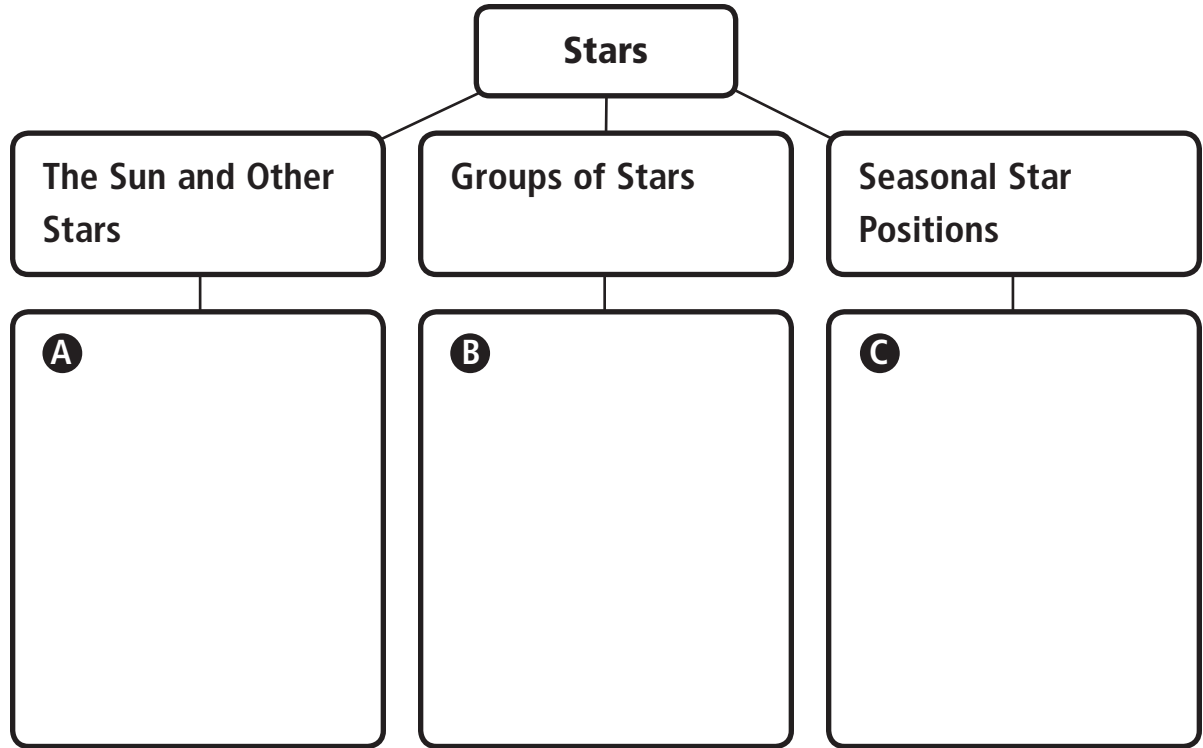 Stars
The Sun and Other
Stars
Groups of Stars
Seasonal Star
Positions
A
B
C